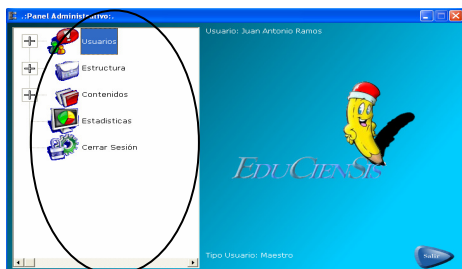 .:Panel Administrativo:.
Usuario: Juan Antonio Ramos
Usuarios
Estructura
Contenidos
Estadisticas
Cerrar Sesión
EDUCIENSIS
Tipo Usuario: Maestro
Salir